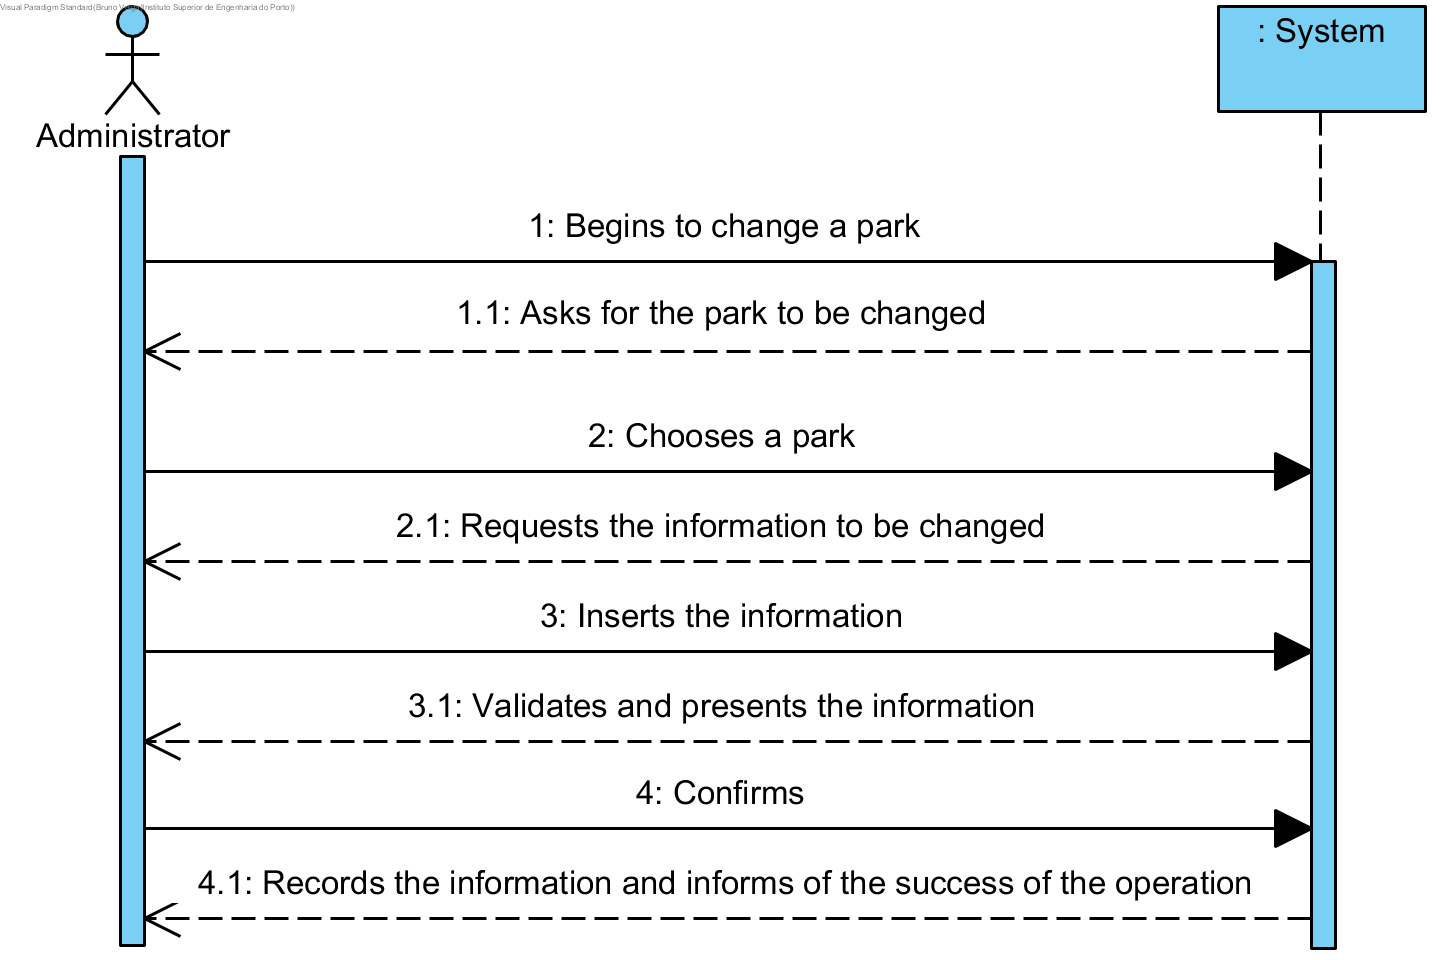 Visual Paradigm Standard(Bruno Instituto Superior de Engenharia do Porto))
: System
Administrator
1: Begins to change a park
1.1: Asks for the park to be changed
2: Chooses a park
2.1: Requests the information to be changed
3: Inserts the information
3.1: Validates and presents the information
4: Confirms
4.1: Records the information and informs of the success of the operation